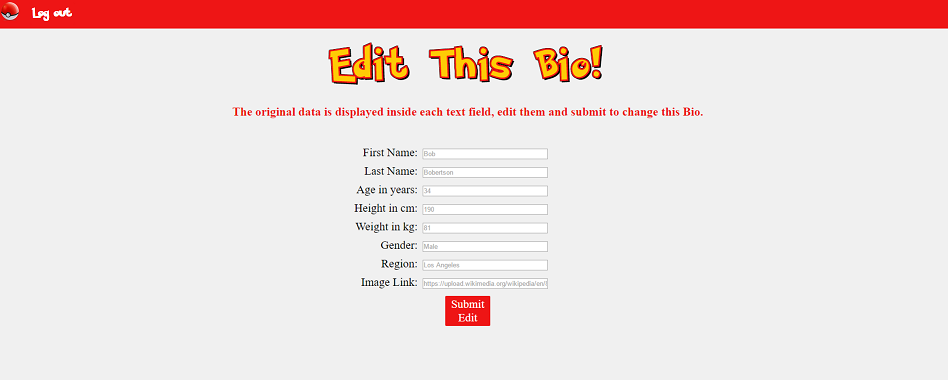 Log out
Edit This Bio!
The original data is displayed inside each text field, edit them and submit to change this Bio.
First Name: Bob
Last Name: Bobertson
Age in years: 34
Height in cm: 190
Weight in kg: 81
Gender: Male
Region: Los Angeles
Image Link: https://upload.wikimedia.org/wikipedia/en/
Submit
Edit